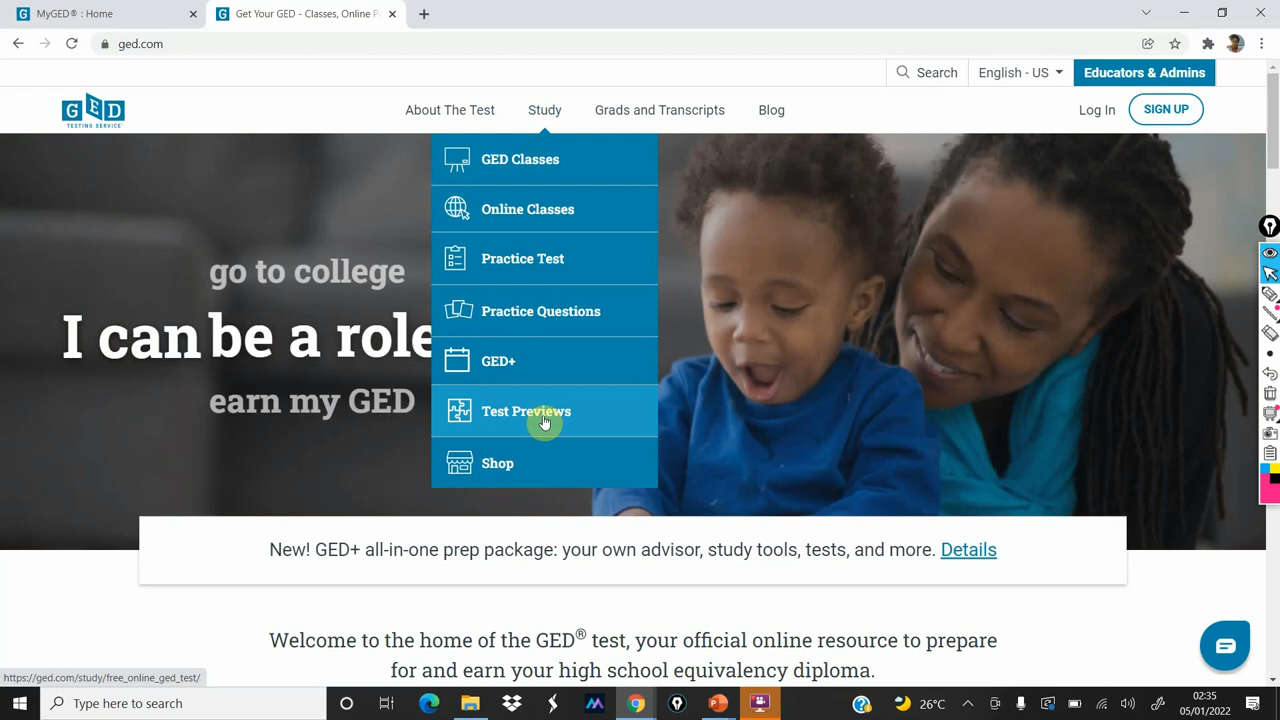 MyGED® : Home
Get Your GED - Classes, Online P
ged.com
Search
English - US
Educators & Admins
GED
TESTING SERVICE
About The Test
Study
Grads and Transcripts
Blog
Log In
SIGN UP
GED Classes
Online Classes
Practice Test
Practice Questions
GED+
Test Previews
Shop
go to college
I can be a role
earn my GED
New! GED+ all-in-one prep package: your own advisor, study tools, tests, and more. Details
Welcome to the home of the GED® test, your official online resource to prepare
for and earn your high school equivalency diploma.
https://ged.com/study/free_online_ged_test/
Type here to search
26°C
02:35
05/01/2022